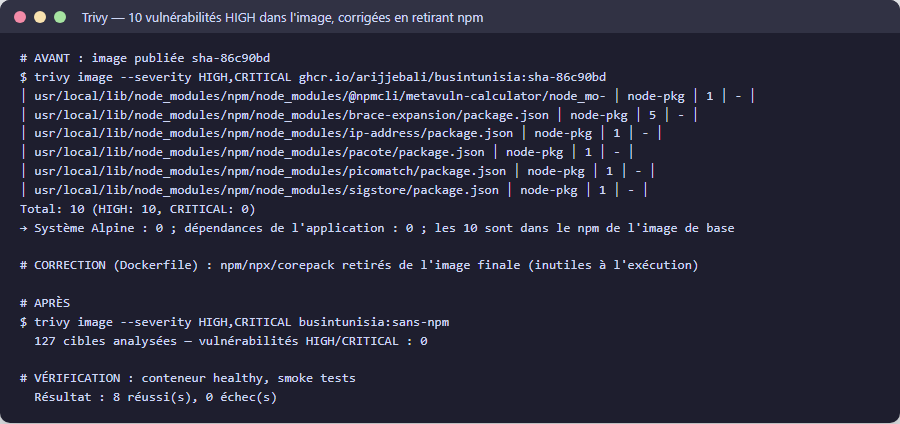 Trivy — 10 vulnérabilités HIGH dans l'image, corrigées en retirant npm
# AVANT : image publiée sha-86c90bd
$ trivy image --severity HIGH,CRITICAL ghcr.io/arijjebali/busintunisia:sha-86c90bd
| usr/local/lib/node_modules/npm/node_modules/@npmcli/metavuln-calculator/node_mo- | node-pkg | 1 | - |
| usr/local/lib/node_modules/npm/node_modules/brace-expansion/package.json | node-pkg | 5 | - |
| usr/local/lib/node_modules/npm/node_modules/ip-address/package.json | node-pkg | 1 | - |
| usr/local/lib/node_modules/npm/node_modules/pacote/package.json | node-pkg | 1 | - |
| usr/local/lib/node_modules/npm/node_modules/picomatch/package.json | node-pkg | 1 | - |
| usr/local/lib/node_modules/npm/node_modules/sigstore/package.json | node-pkg | 1 | - |
Total: 10 (HIGH: 10, CRITICAL: 0)
→ Système Alpine : 0 ; dépendances de l'application : 0 ; les 10 sont dans le npm de l'image de base
# CORRECTION (Dockerfile) : npm/npx/corepack retirés de l'image finale (inutiles à l'exécution)
# APRÈS
$ trivy image --severity HIGH,CRITICAL busintunisia:sans-npm
127 cibles analysées — vulnérabilités HIGH/CRITICAL : 0
# VÉRIFICATION : conteneur healthy, smoke tests
Résultat : 8 réussi(s), 0 échec(s)